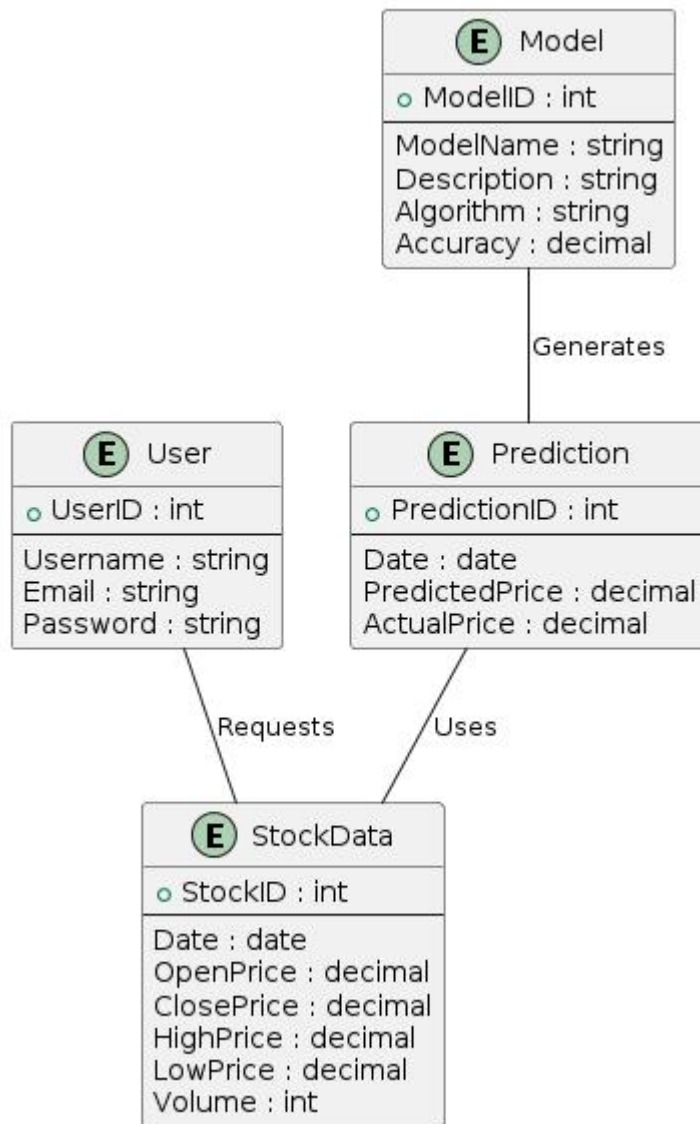 E Model
ModelID : int
ModelName : string
Description : string
Algorithm : string
Accuracy : decimal
Generates
E User
UserID : int
Username : string
Email : string
Password : string
E Prediction
PredictionID : int
Date : date
PredictedPrice : decimal
ActualPrice : decimal
Requests
Uses
E StockData
StockID : int
Date : date
OpenPrice : decimal
ClosePrice : decimal
HighPrice : decimal
LowPrice : decimal
Volume : int